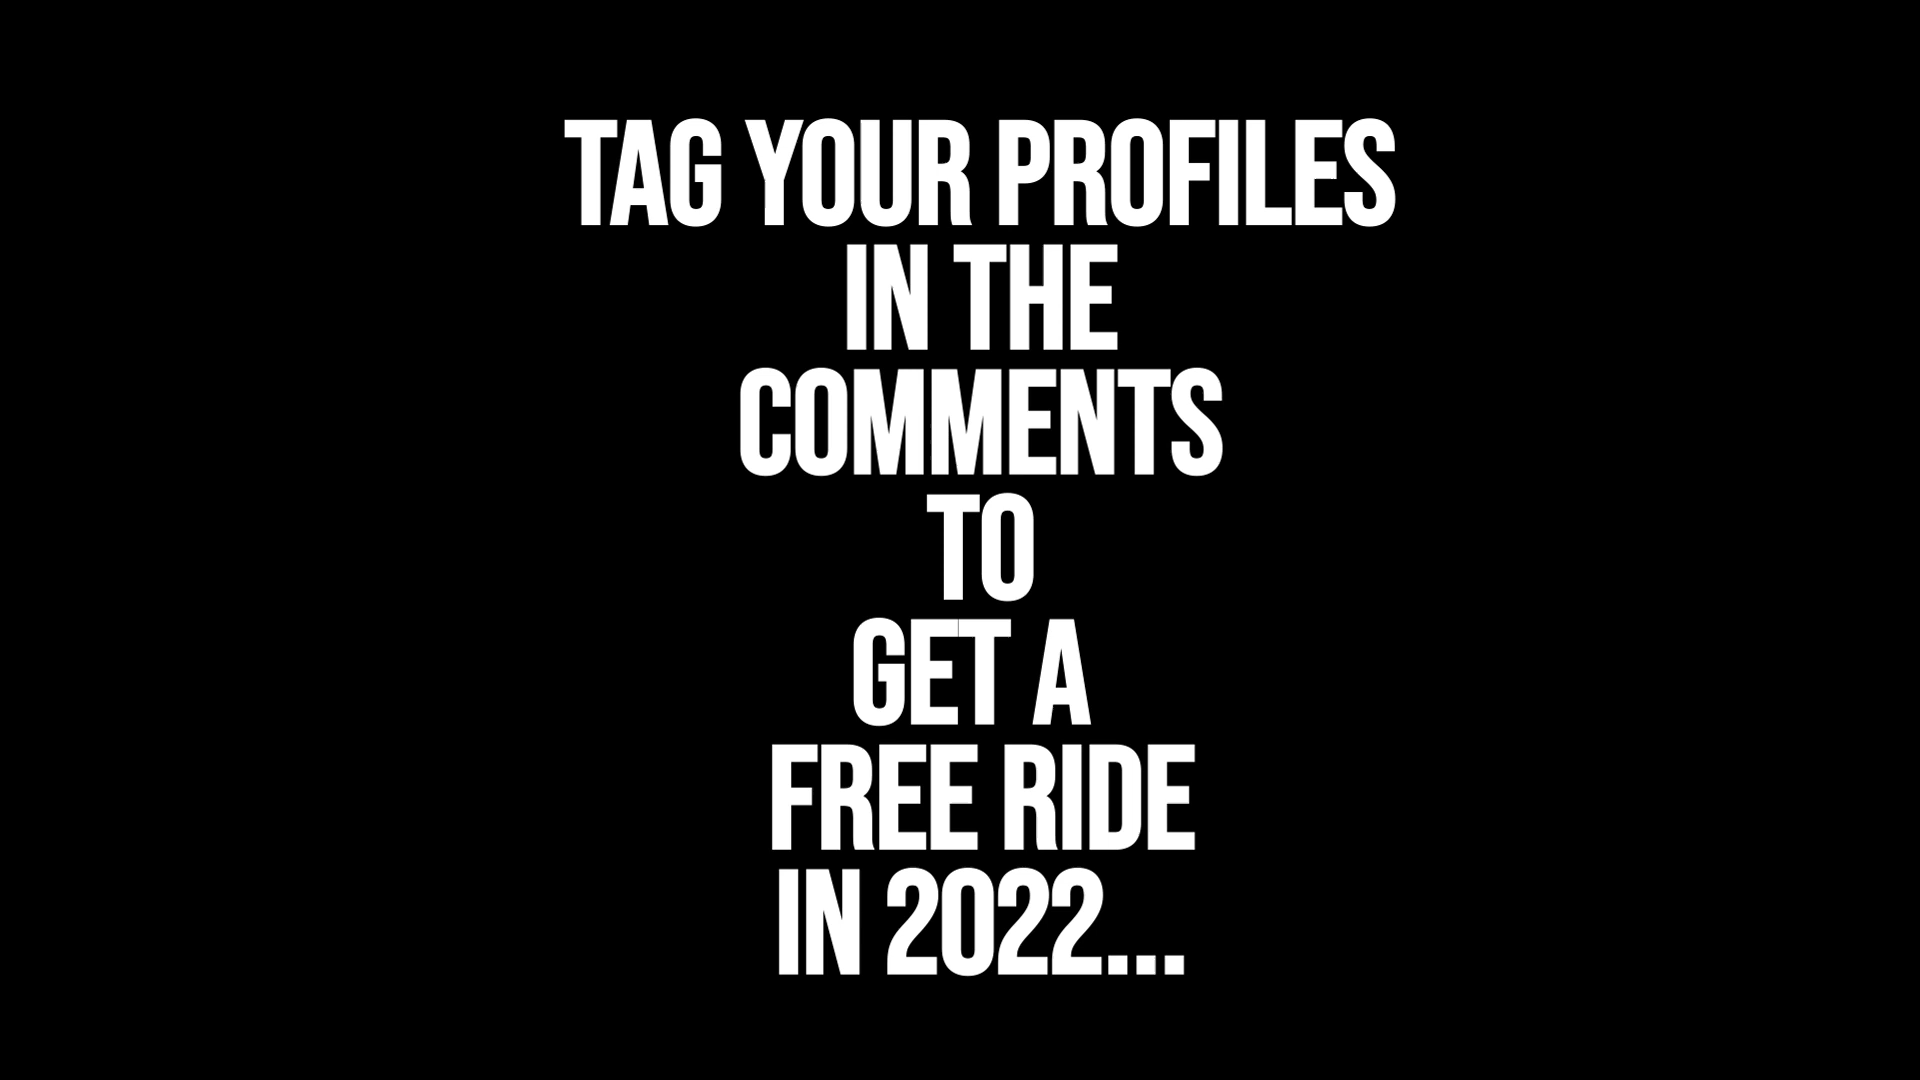 TAG YOUR PROFILES
IN THE
COMMENTS
TO
GET A
FREE RIDE
IN 2022...